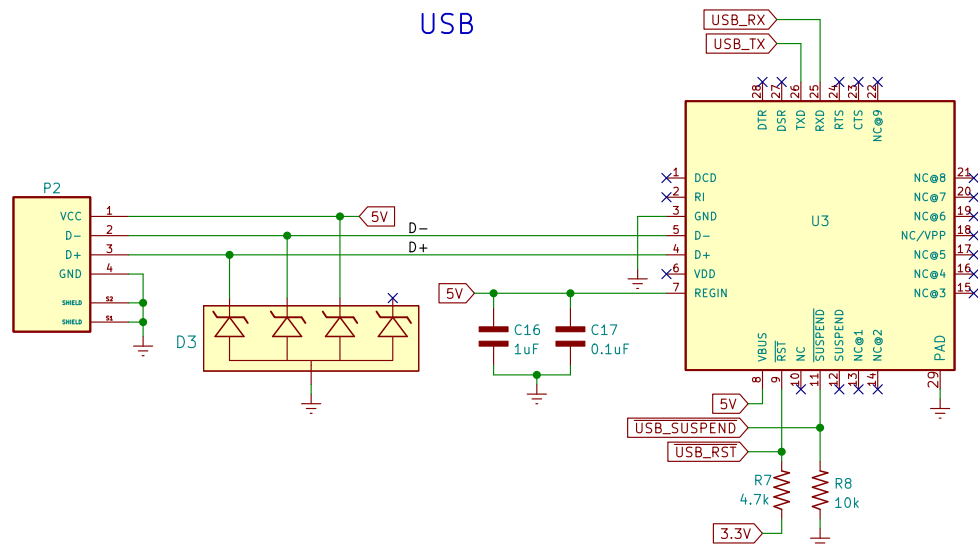 USB
USB_RX
USB_TX
28 27 26 25 24 23 22
DTR DSR TXD RXD RTS CTS NC@9
P2
VCC 1
D- 2
D+ 3
GND 4
SHIELD S2
SHIELD S1
5V
D-
D+
D3
5V
C16
1uF
C17
0.1uF
U3
1 DCD
2 RI
3 GND
5 D-
4 D+
6 VDD
7 REGIN
NC@8 21
NC@7 20
NC@6 19
NC/VPP 18
NC@5 17
NC@4 16
NC@3 15
VBUS RST NC SUSPEND SUSPEND NC@1 NC@2 PAD
8 9 10 11 12 13 14 29
5V
USB_SUSPEND
USB_RST
R7
4.7k
R8
10k
3.3V